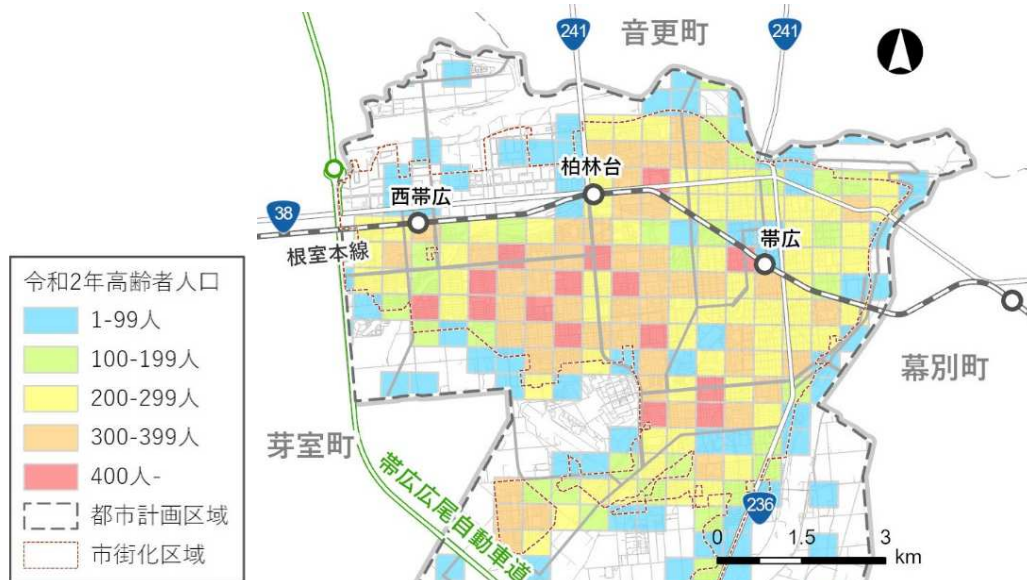 241
音更町
241
柏林台
西帯広
38
根室本線
帯広
幕別町
芽室町
帯広広尾自動車道
236
0 1.5 3
km
令和2年高齢者人口
1-99人
100-199人
200-299人
300-399人
400人-
都市計画区域
市街化区域